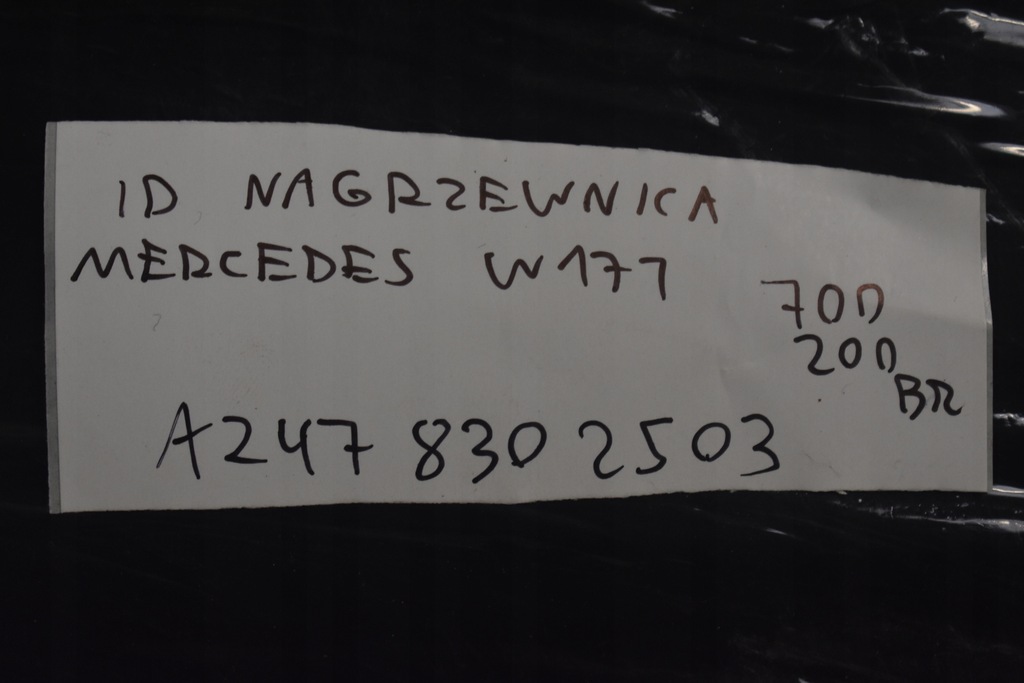 ID NAGRZEWNICA
MERCEDES W177
700
200
BR
A247 830 2503